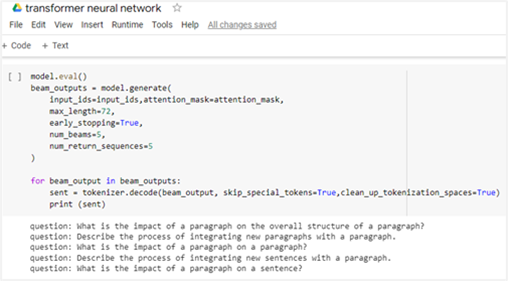 transformer neural network
File Edit View Insert Runtime Tools Help All changes saved
+ Code + Text
[ ] model.eval()
beam_outputs = model.generate(
input_ids=input_ids,attention_mask=attention_mask,
max_length=72,
early_stopping=True,
num_beams=5,
num_return_sequences=5
)
for beam_output in beam_outputs:
sent = tokenizer.decode(beam_output, skip_special_tokens=True,clean_up_tokenization_spaces=True)
print (sent)
question: What is the impact of a paragraph on the overall structure of a paragraph?
question: Describe the process of integrating new paragraphs with a paragraph.
question: What is the impact of a paragraph on a paragraph?
question: Describe the process of integrating new sentences with a paragraph.
question: What is the impact of a paragraph on a sentence?